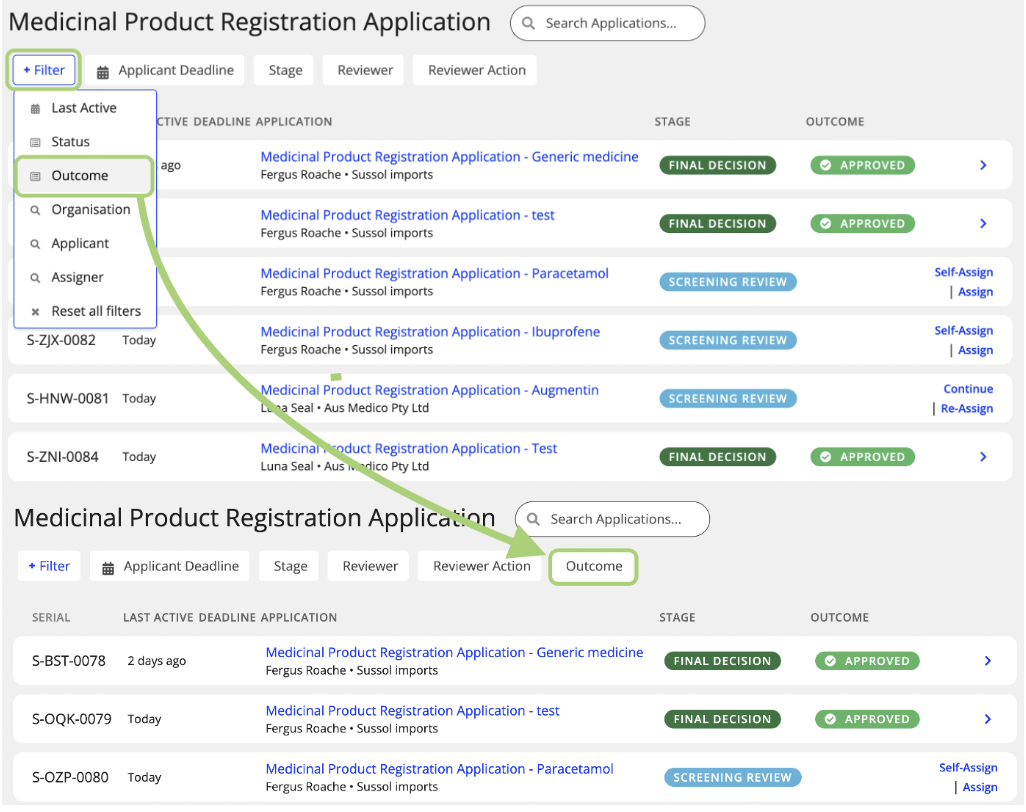 Medicinal Product Registration Application
Search Applications...
+ Filter
Applicant Deadline
Stage
Reviewer
Reviewer Action
Last Active
Status
Outcome
Organisation
Applicant
Assigner
Reset all filters
CTIVE DEADLINE APPLICATION STAGE OUTCOME
ago
Medicinal Product Registration Application - Generic medicine
Fergus Roache • Sussol imports
FINAL DECISION
APPROVED
Medicinal Product Registration Application - test
Fergus Roache • Sussol imports
FINAL DECISION
APPROVED
Medicinal Product Registration Application - Paracetamol
Fergus Roache • Sussol imports
SCREENING REVIEW
Self-Assign
| Assign
S-ZJX-0082 Today
Medicinal Product Registration Application - Ibuprofene
Fergus Roache • Sussol imports
SCREENING REVIEW
Self-Assign
| Assign
S-HNW-0081 Today
Medicinal Product Registration Application - Augmentin
Luna Seal • Aus Medico Pty Ltd
SCREENING REVIEW
Continue
| Re-Assign
S-ZNI-0084 Today
Medicinal Product Registration Application - Test
Luna Seal • Aus Medico Pty Ltd
FINAL DECISION
APPROVED
Medicinal Product Registration Application
Search Applications...
+ Filter
Applicant Deadline
Stage
Reviewer
Reviewer Action
Outcome
SERIAL LAST ACTIVE DEADLINE APPLICATION STAGE OUTCOME
S-BST-0078 2 days ago
Medicinal Product Registration Application - Generic medicine
Fergus Roache • Sussol imports
FINAL DECISION
APPROVED
S-OQK-0079 Today
Medicinal Product Registration Application - test
Fergus Roache • Sussol imports
FINAL DECISION
APPROVED
S-OZP-0080 Today
Medicinal Product Registration Application - Paracetamol
Fergus Roache • Sussol imports
SCREENING REVIEW
Self-Assign
| Assign